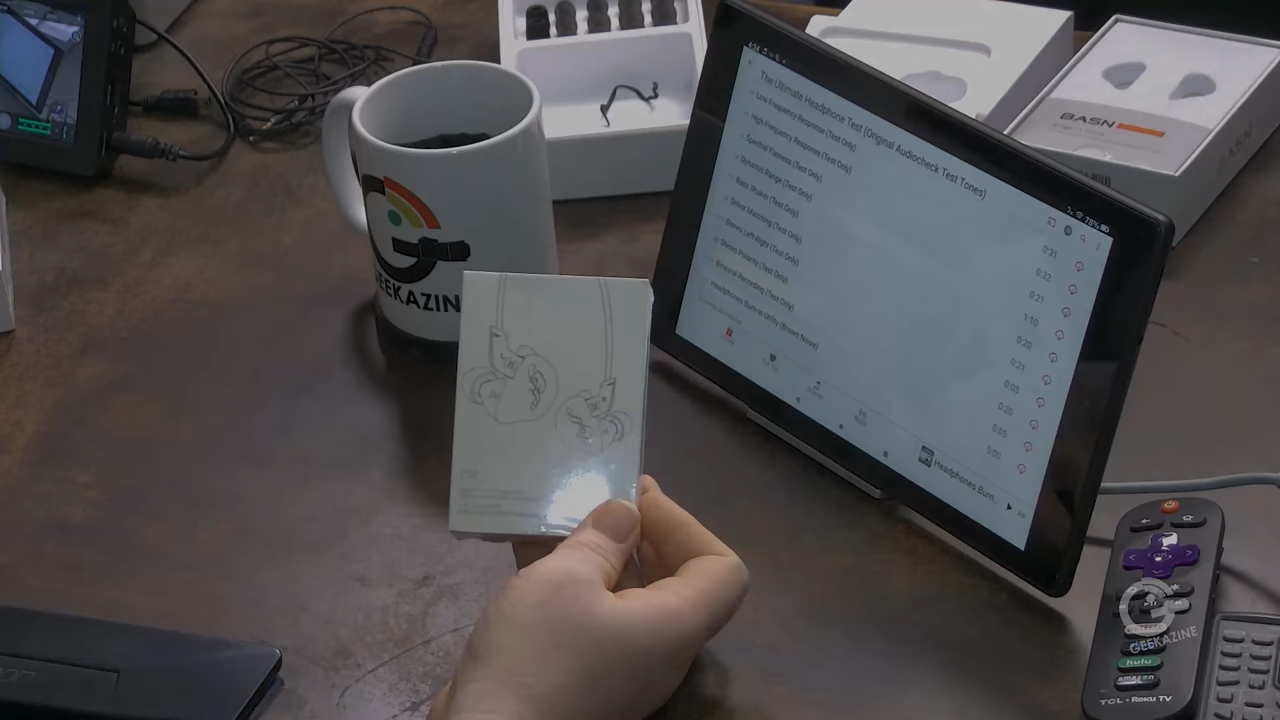 GEEKAZIN
BASN
78%
The Ultimate Headphone Test (Original Audiocheck Test Tones)
Low Frequency Response (Test Only)
0:31
High Frequency Response (Test Only)
0:32
Spectral Flatness (Test Only)
0:21
Dynamic Range (Test Only)
1:10
Bass Shaker (Test Only)
0:20
Driver Matching (Test Only)
0:21
Stereo Left/Right (Test Only)
0:03
Stereo Polarity (Test Only)
0:20
Binaural Recording (Test Only)
0:05
Headphones Burn-In Utility (Brown Noise)
5:00
Headphones Burn...
GEEKAZINE
hulu
amazon
TCL • Roku TV